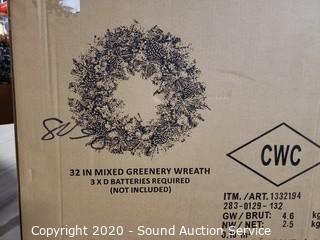 32 IN MIXED GREENERY WREATH
3 X D BATTERIES REQUIRED
(NOT INCLUDED)
CWC
ITM. /ART. 1332194
283-0129-132
GW / BRUT: 4.6 kg
NW / NET: 2.5 kg
Copyright © 2020 - Sound Auction Service